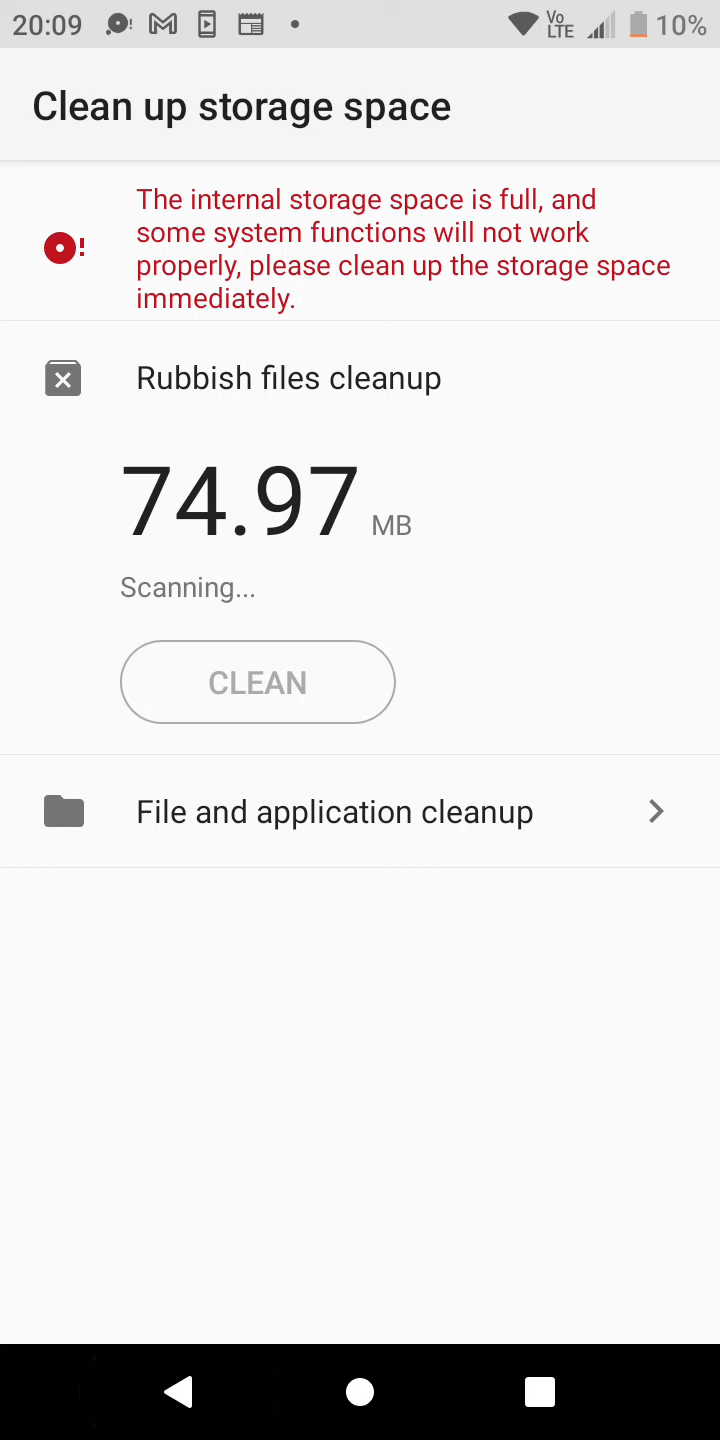 20:09
Vo
LTE
10%
Clean up storage space
The internal storage space is full, and
some system functions will not work
properly, please clean up the storage space
immediately.
Rubbish files cleanup
74.97 MB
Scanning...
CLEAN
File and application cleanup